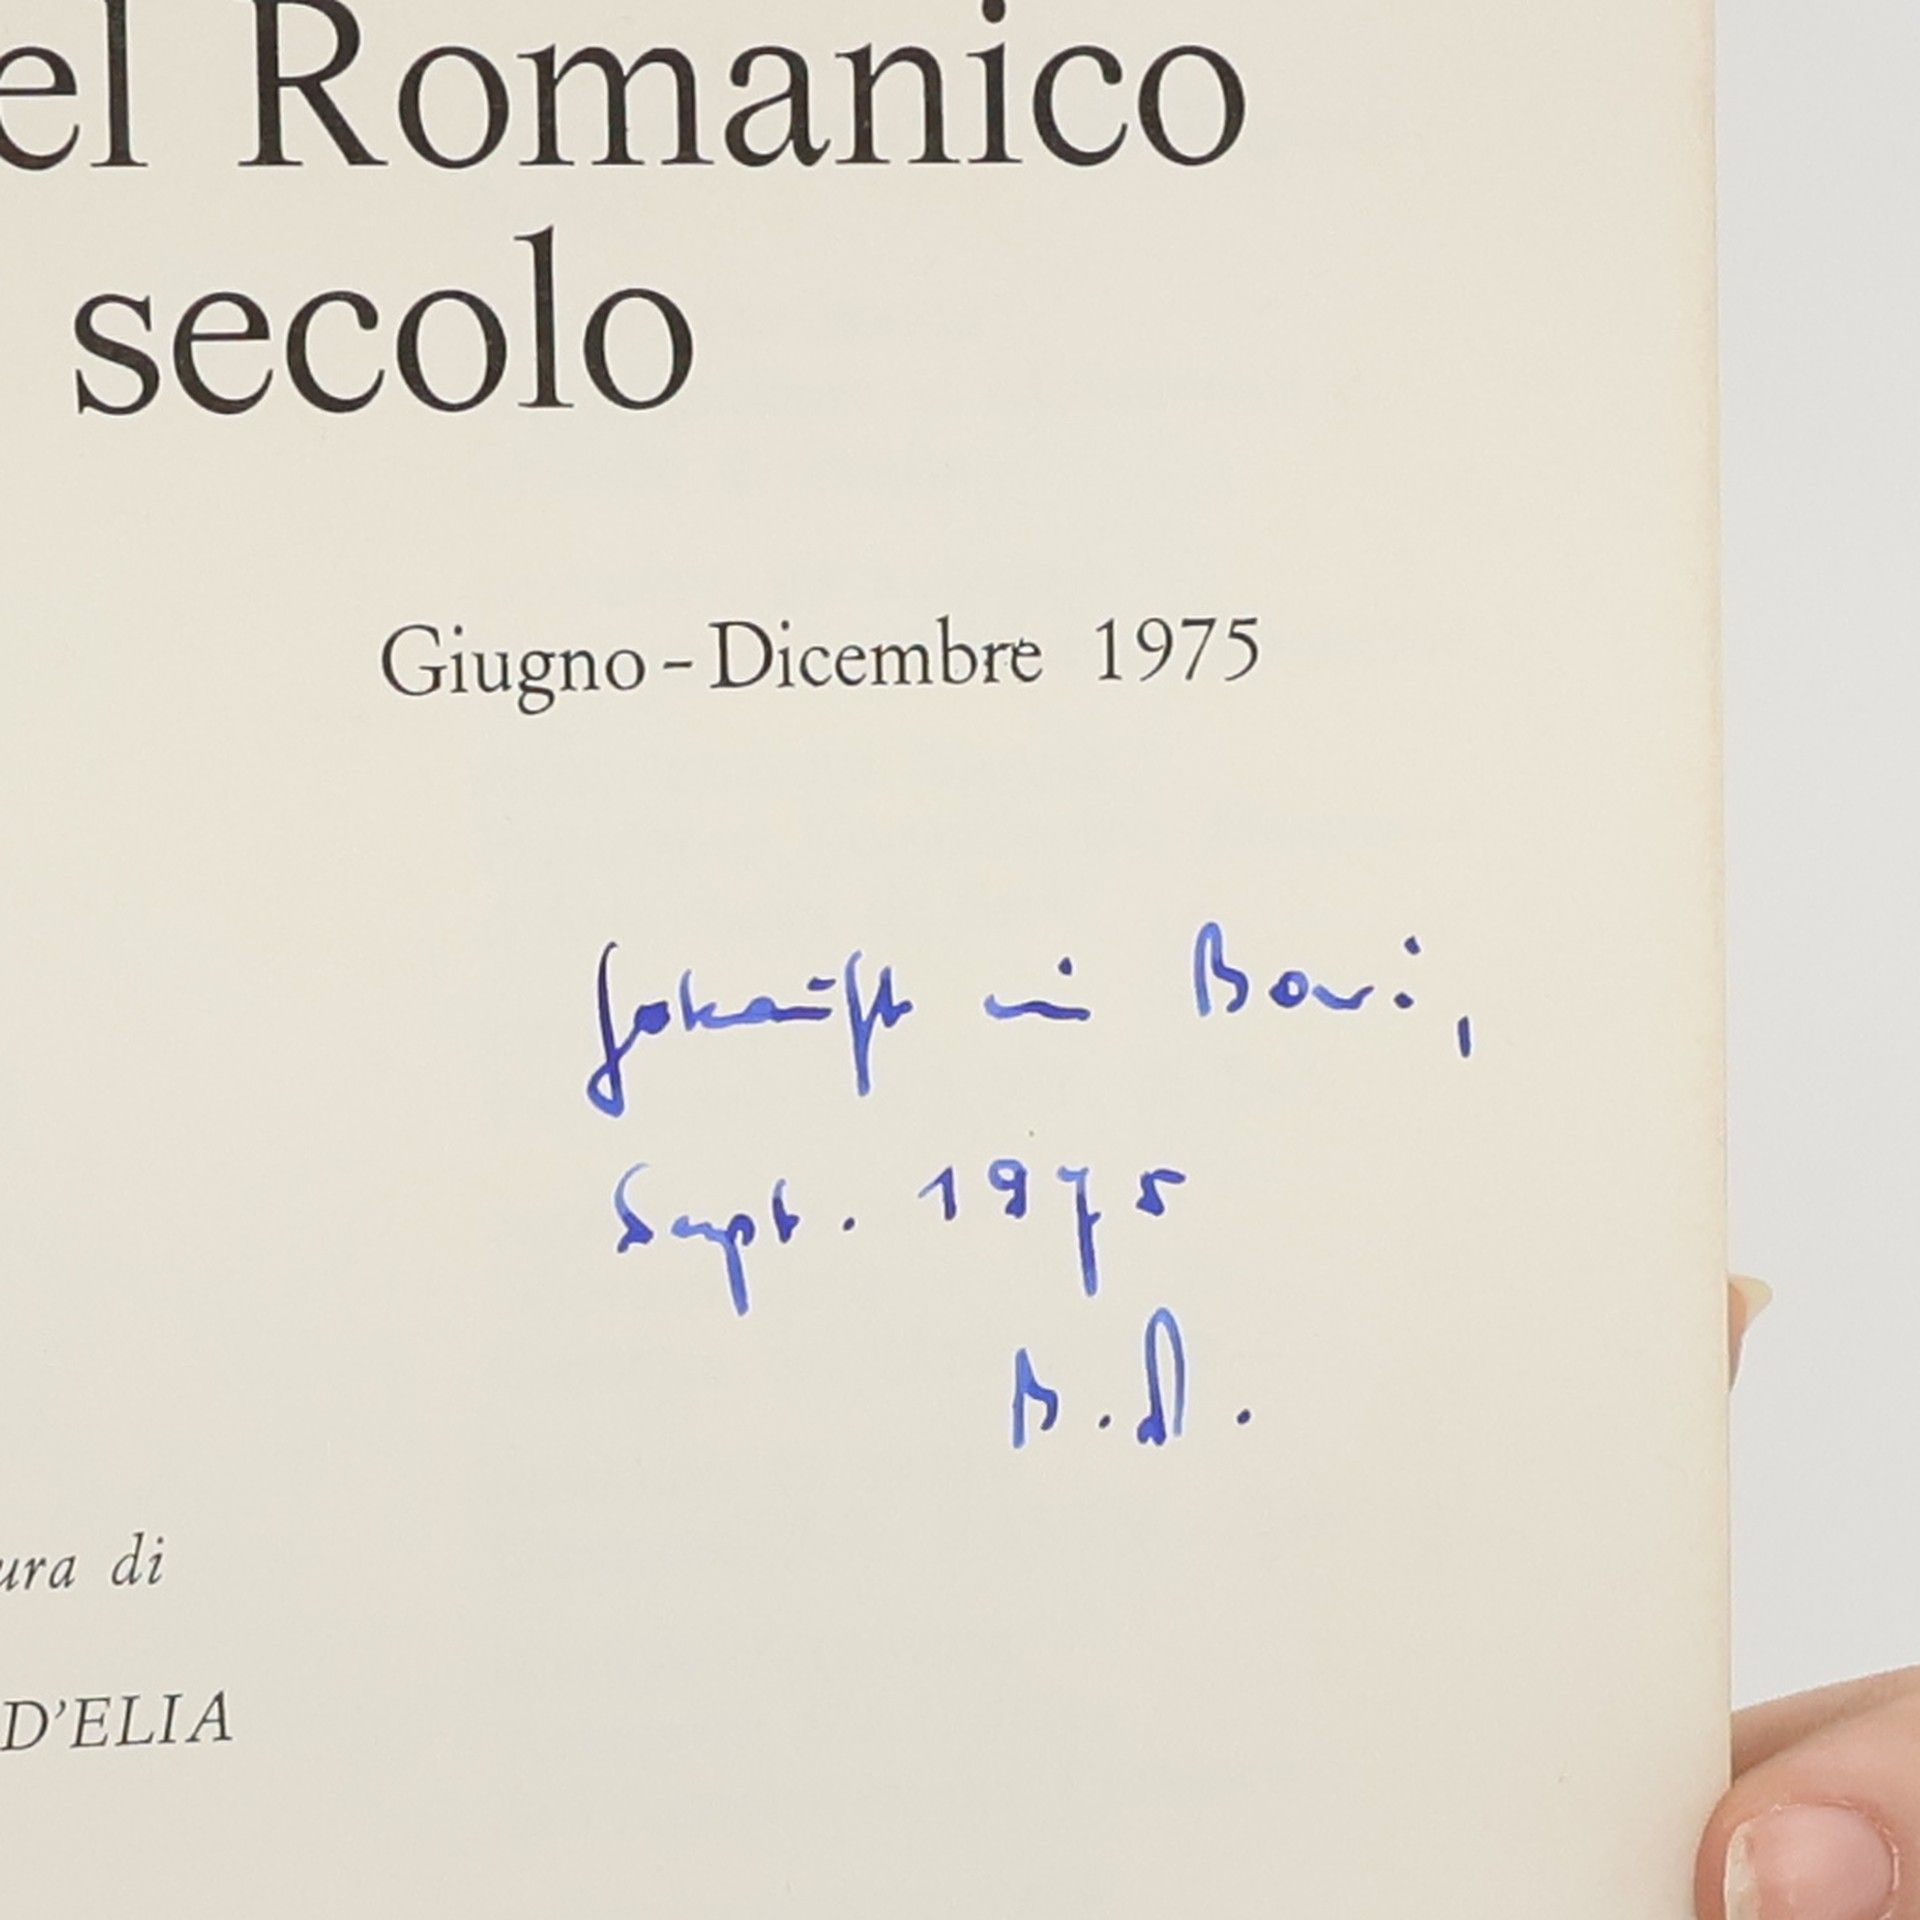 el Romanico
secolo
Giugno - Dicembre 1975
gekauft in Bari,
Sept. 1975
B. D.
ura di
D'ELIA